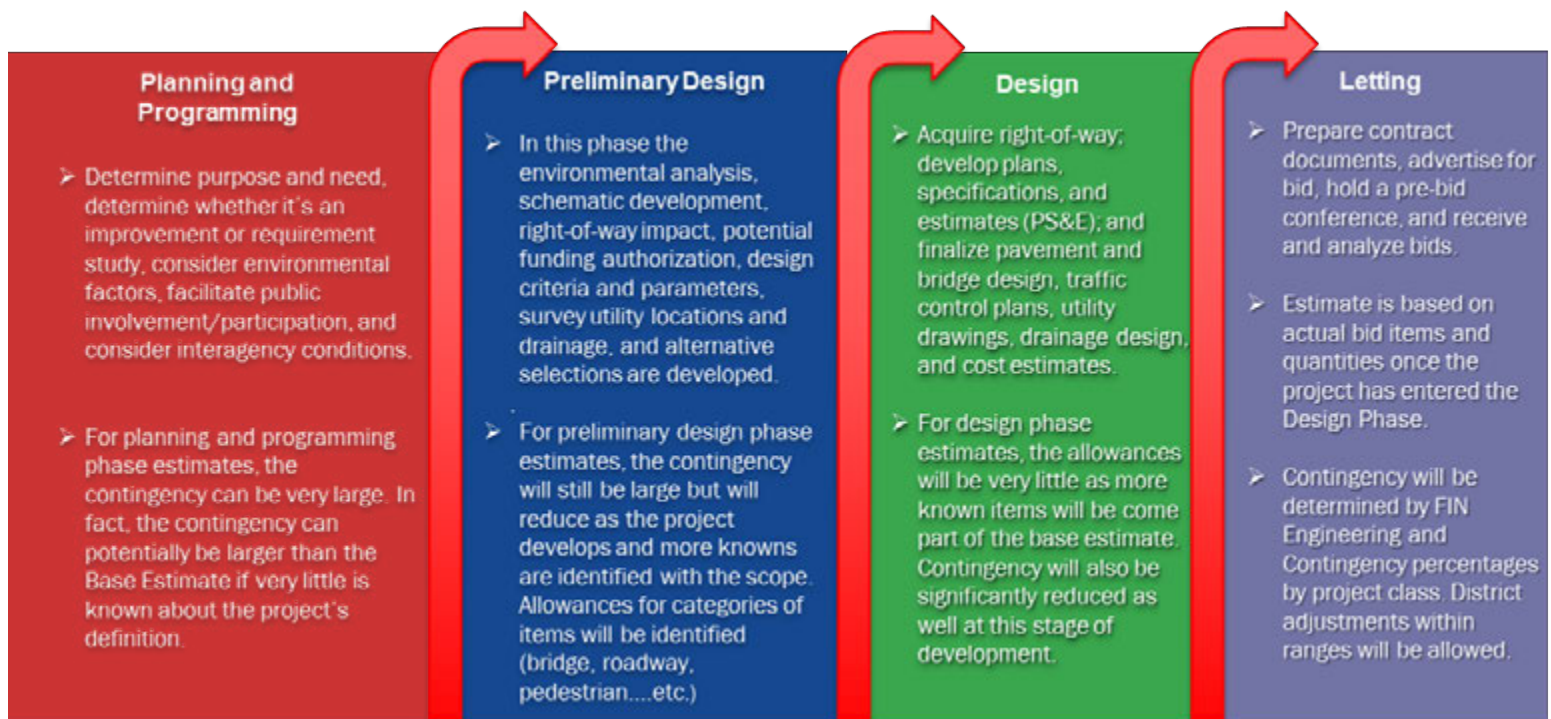 Planning and
Programming
➢ Determine purpose and need,
determine whether it's an
improvement or requirement
study, consider environmental
factors, facilitate public
involvement/participation, and
consider interagency conditions.
➢ For planning and programming
phase estimates, the
contingency can be very large. In
fact, the contingency can
potentially be larger than the
Base Estimate if very little is
known about the project's
definition.
Preliminary Design
➢ In this phase the
environmental analysis,
schematic development,
right-of-way impact, potential
funding authorization, design
criteria and parameters,
survey utility locations and
drainage, and alternative
selections are developed.
.
➢ For preliminary design phase
estimates, the contingency
will still be large but will
reduce as the project
develops and more knowns
are identified with the scope.
Allowances for categories of
items will be identified
(bridge, roadway,
pedestrian....etc.)
Design
➢ Acquire right-of-way;
develop plans,
specifications, and
estimates (PS&E); and
finalize pavement and
bridge design, traffic
control plans, utility
drawings, drainage design,
and cost estimates.
➢ For design phase
estimates, the allowances
will be very little as more
known items will be come
part of the base estimate.
Contingency will also be
significantly reduced as
well at this stage of
development.
Letting
➢ Prepare contract
documents, advertise for
bid, hold a pre-bid
conference, and receive
and analyze bids.
➢ Estimate is based on
actual bid items and
quantities once the
project has entered the
Design Phase.
➢ Contingency will be
determined by FIN
Engineering and
Contingency percentages
by project class. District
adjustments within
ranges will be allowed.